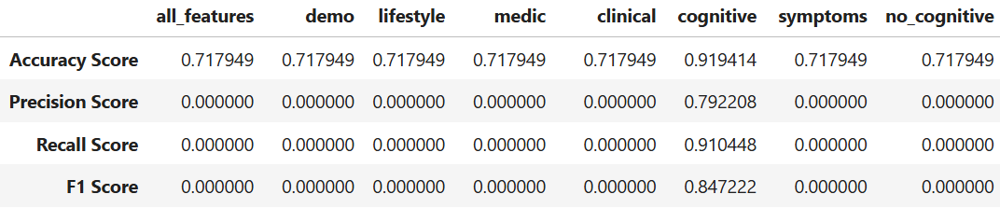 all_features demo lifestyle medic clinical cognitive symptoms no_cognitive
Accuracy Score 0.717949 0.717949 0.717949 0.717949 0.717949 0.919414 0.717949 0.717949
Precision Score 0.000000 0.000000 0.000000 0.000000 0.000000 0.792208 0.000000 0.000000
Recall Score 0.000000 0.000000 0.000000 0.000000 0.000000 0.910448 0.000000 0.000000
F1 Score 0.000000 0.000000 0.000000 0.000000 0.000000 0.847222 0.000000 0.000000